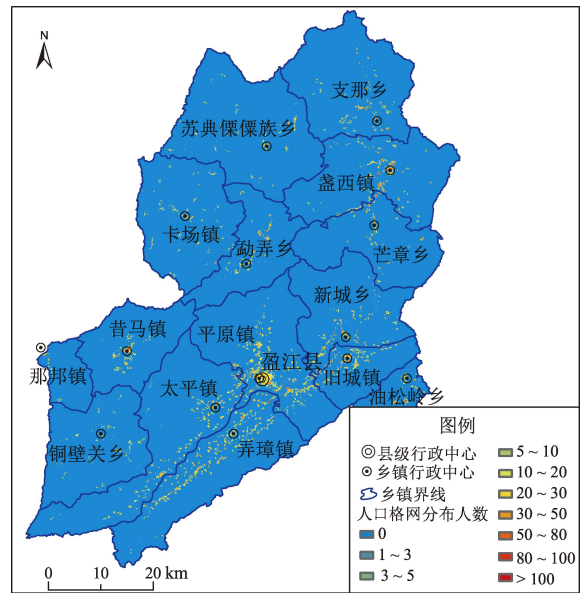 N
支那乡
苏典傈僳族乡
盏西镇
卡场镇
勐弄乡
芒章乡
新城乡
昔马镇
平原镇
盈江县
那邦镇
太平镇
旧城镇
油松岭乡
铜壁关乡
弄璋镇
图例
县级行政中心
乡镇行政中心
乡镇界线
人口格网分布人数
0
1~3
3~5
5~10
10~20
20~30
30~50
50~80
80~100
>100
0 10 20 km